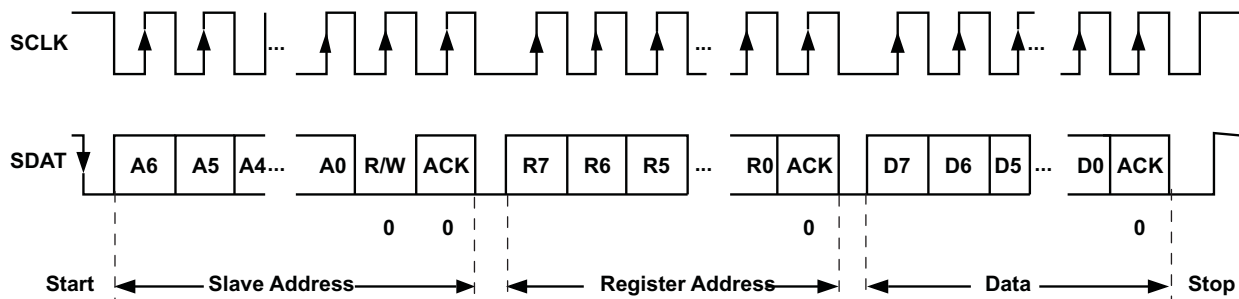 SCLK ... ... ...
SDAT A6 A5 A4... A0 R/W ACK R7 R6 R5 ... R0 ACK D7 D6 D5 ... D0 ACK
0 0 0 0
Start Slave Address Register Address Data Stop